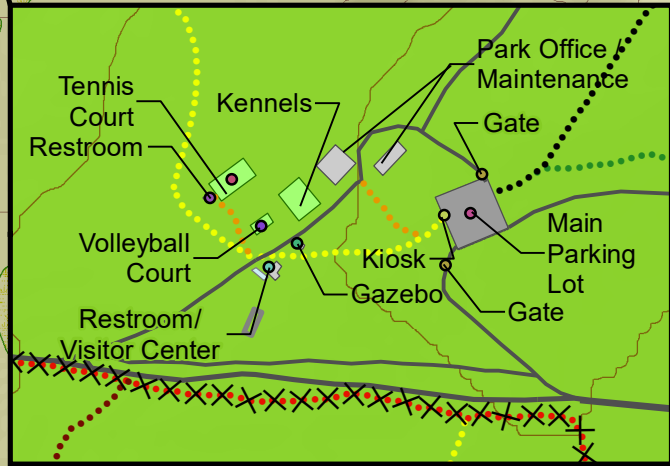 Park Office /
Maintenance
Tennis
Court
Kennels
Gate
Restroom
Volleyball
Court
Kiosk
Main
Parking
Lot
Gazebo
Gate
Restroom/
Visitor Center